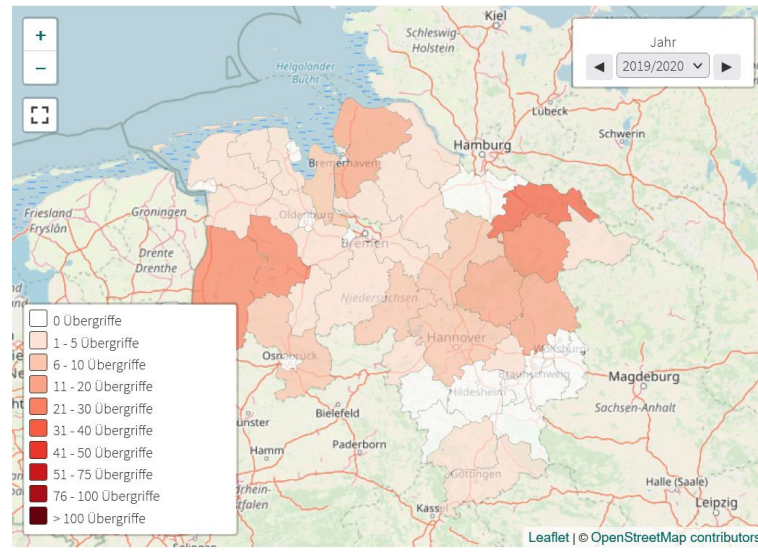 +
−
Jahr
◀ 2019/2020 ▶
Kiel
Schleswig-
Holstein
Helgolander
Bucht
Lübeck
Schwerin
Hamburg
Bremerhaven
Groningen
Friesland
Fryslân
Oldenburg
Drente
Drenthe
Bremen
Niedersachsen
Hannover
Wolfsburg
Osnabrück
Braunschweig
Magdeburg
Hildesheim
Sachsen-Anhalt
Bielefeld
Münster
Hamm
Paderborn
Göttingen
Halle (Saale)
Leipzig
Kassel
Solingen
0 Übergriffe
1 - 5 Übergriffe
6 - 10 Übergriffe
11 - 20 Übergriffe
21 - 30 Übergriffe
31 - 40 Übergriffe
41 - 50 Übergriffe
51 - 75 Übergriffe
76 - 100 Übergriffe
> 100 Übergriffe
Leaflet | © OpenStreetMap contributors